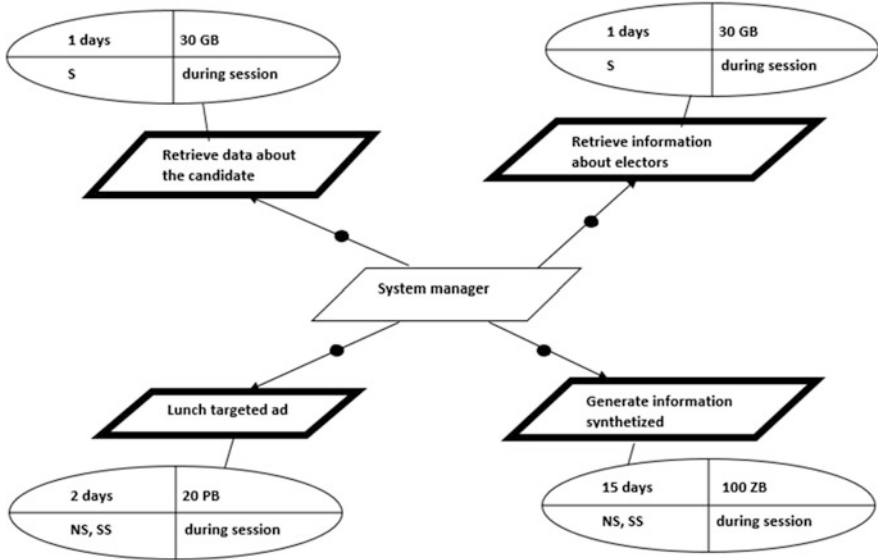 1 days 30 GB
S during session
1 days 30 GB
S during session
Retrieve data about
the candidate
Retrieve information
about electors
System manager
Lunch targeted ad
Generate information
synthetized
2 days 20 PB
NS, SS during session
15 days 100 ZB
NS, SS during session